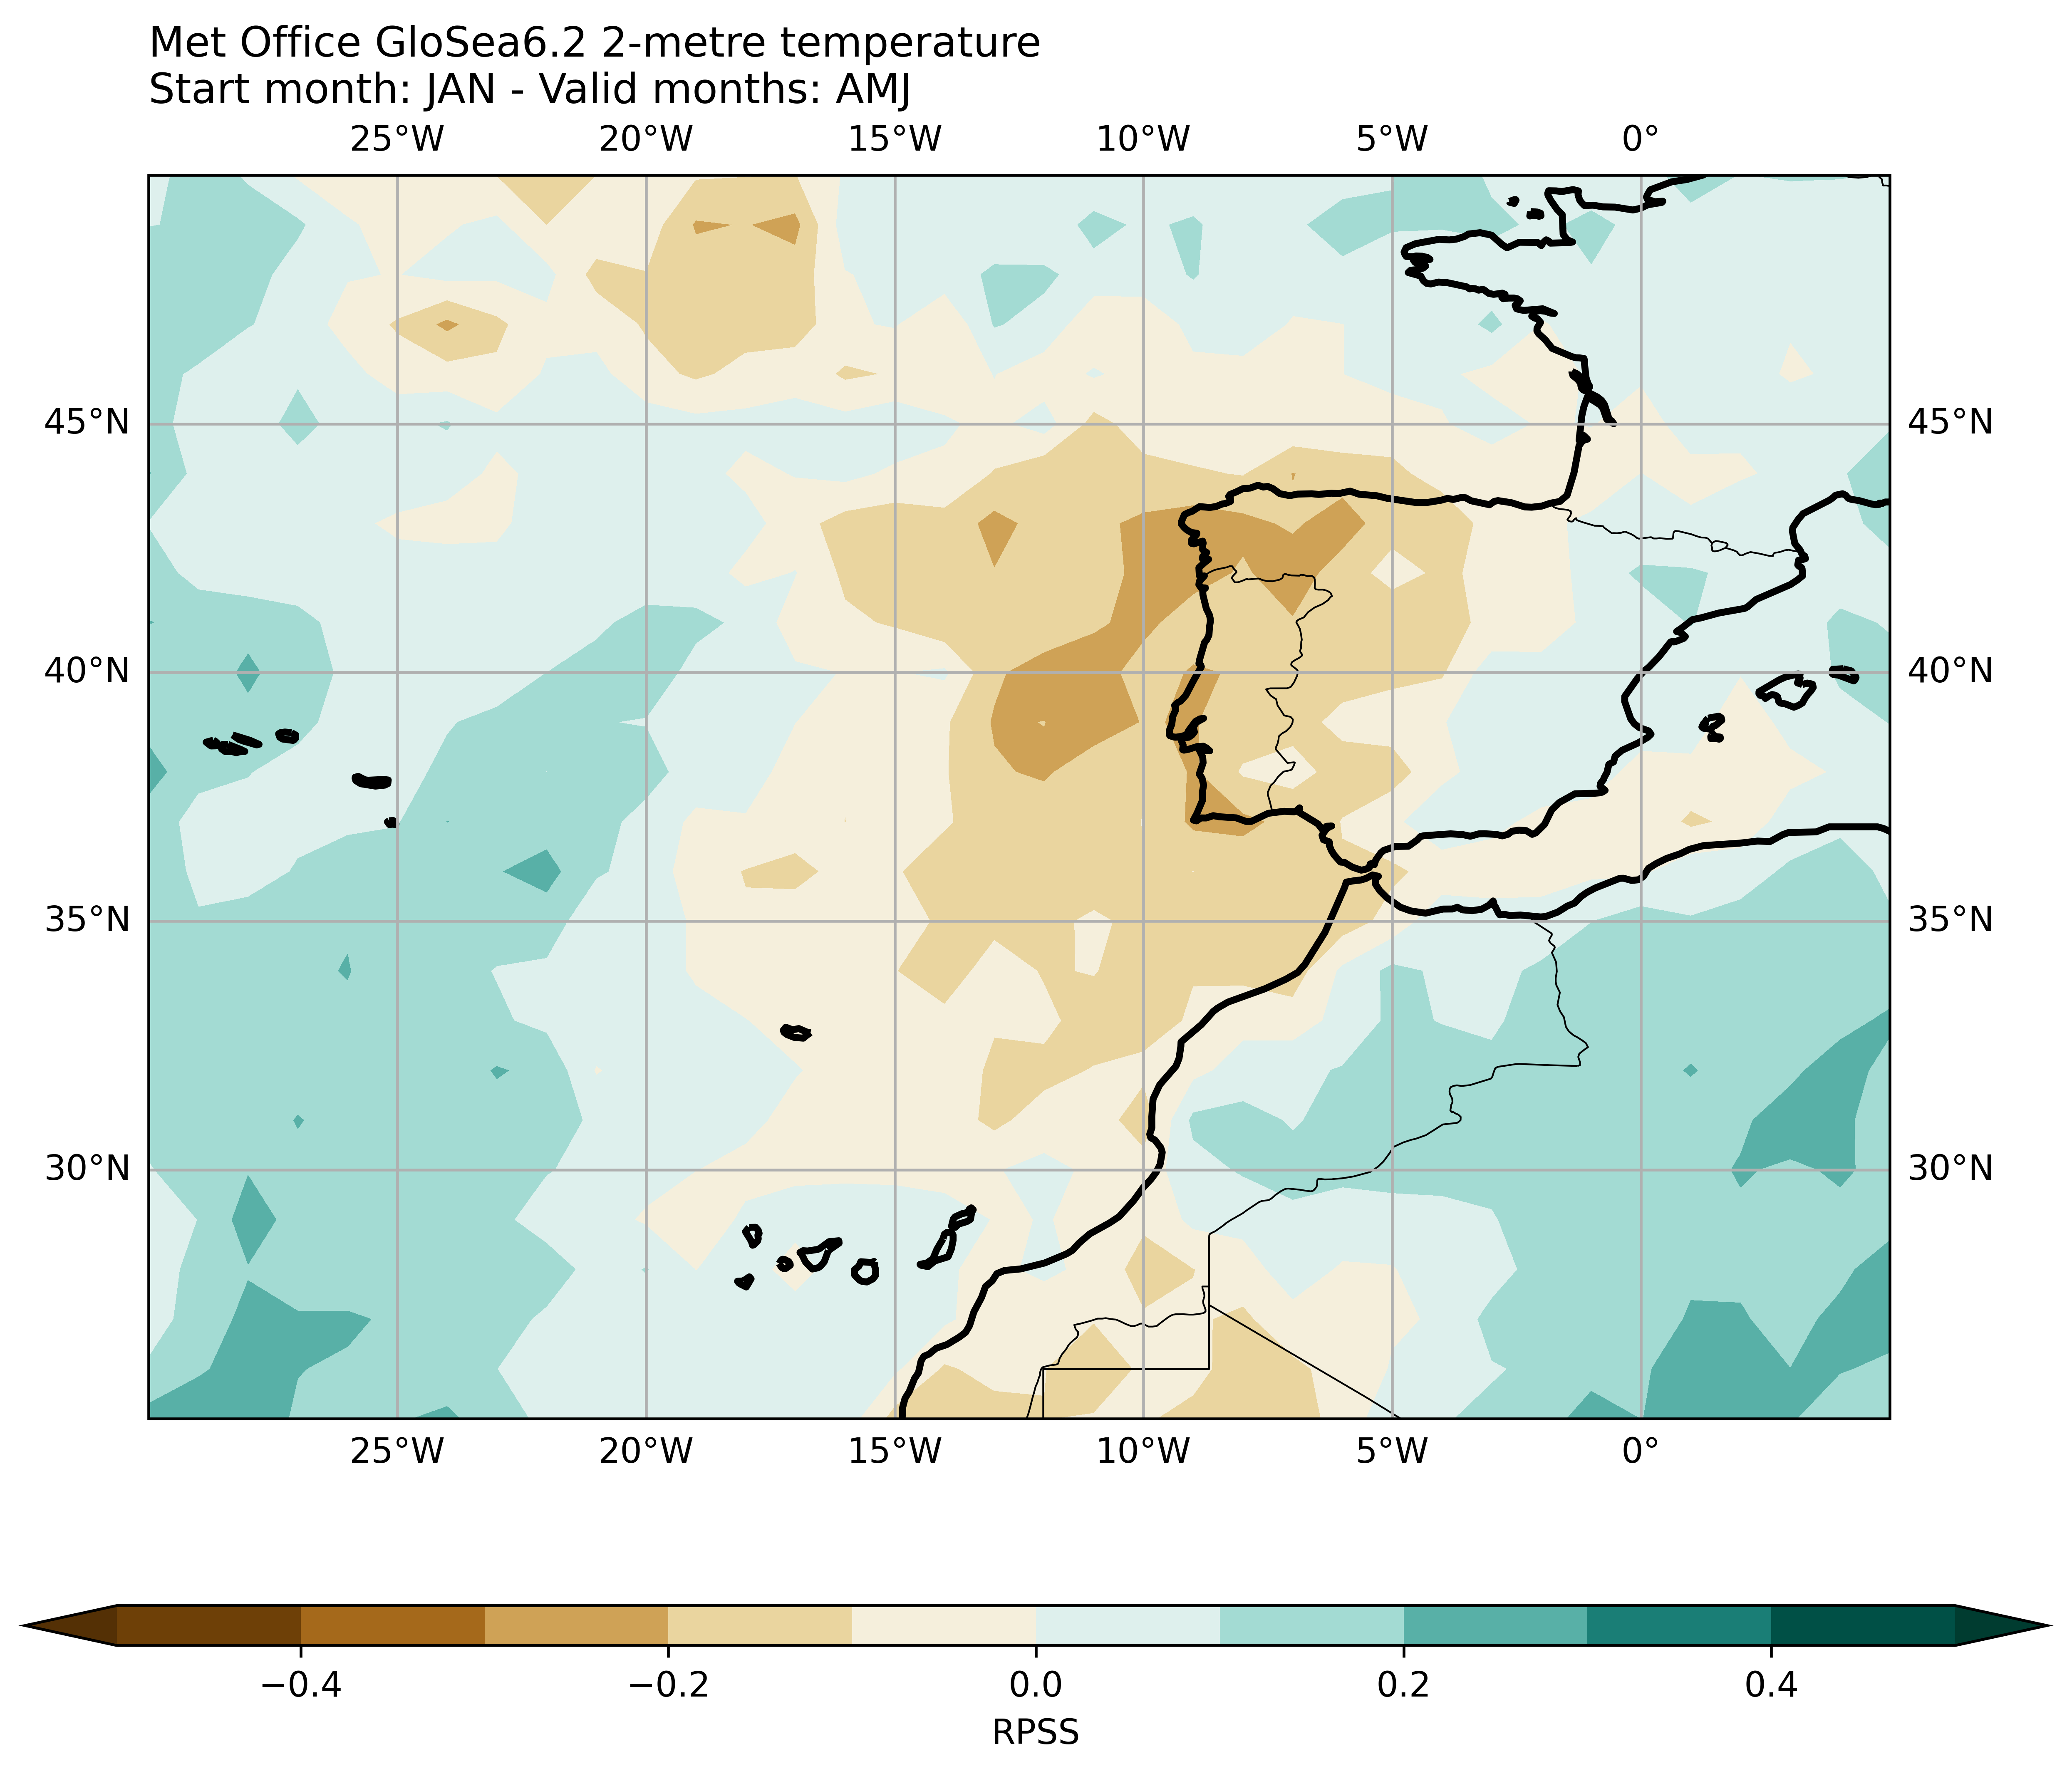 Met Office GloSea6.2 2-metre temperature
Start month: JAN - Valid months: AMJ
25°W 20°W 15°W 10°W 5°W 0°
45°N 45°N
40°N 40°N
35°N 35°N
30°N 30°N
25°W 20°W 15°W 10°W 5°W 0°
−0.4 −0.2 0.0 0.2 0.4
RPSS